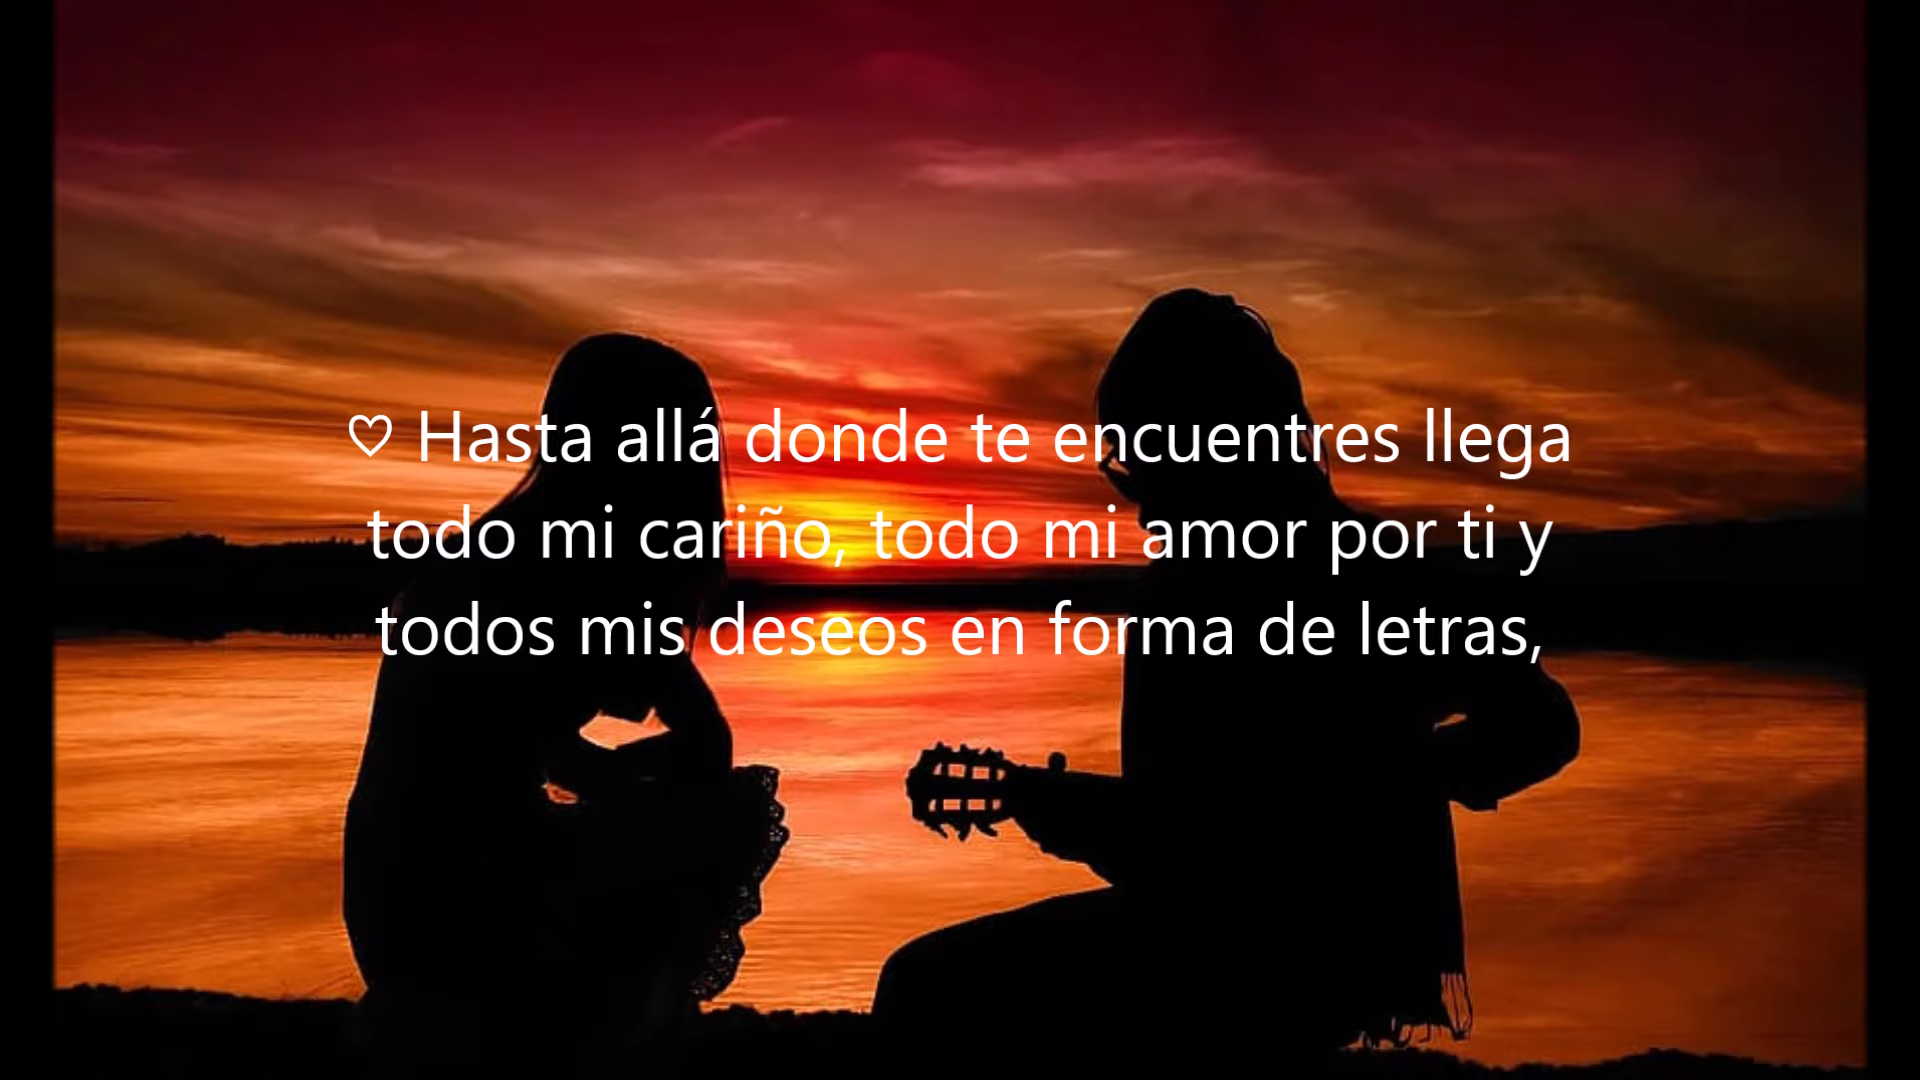 ♡ Hasta allá donde te encuentres llega
todo mi cariño, todo mi amor por ti y
todos mis deseos en forma de letras,